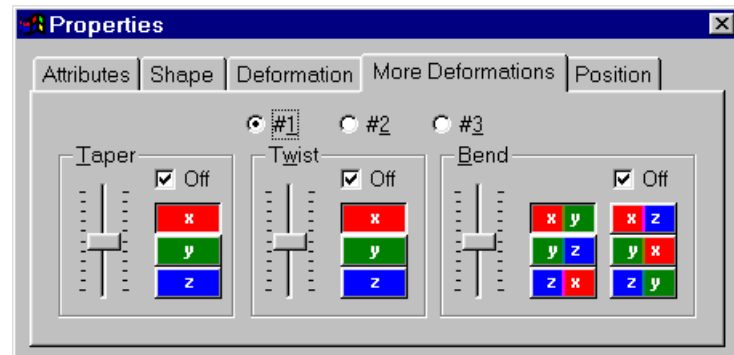 Properties
Attributes Shape Deformation More Deformations Position
#1 #2 #3
Taper Twist Bend
Off Off Off
x x x y x z
y y y z y x
z z z x z y